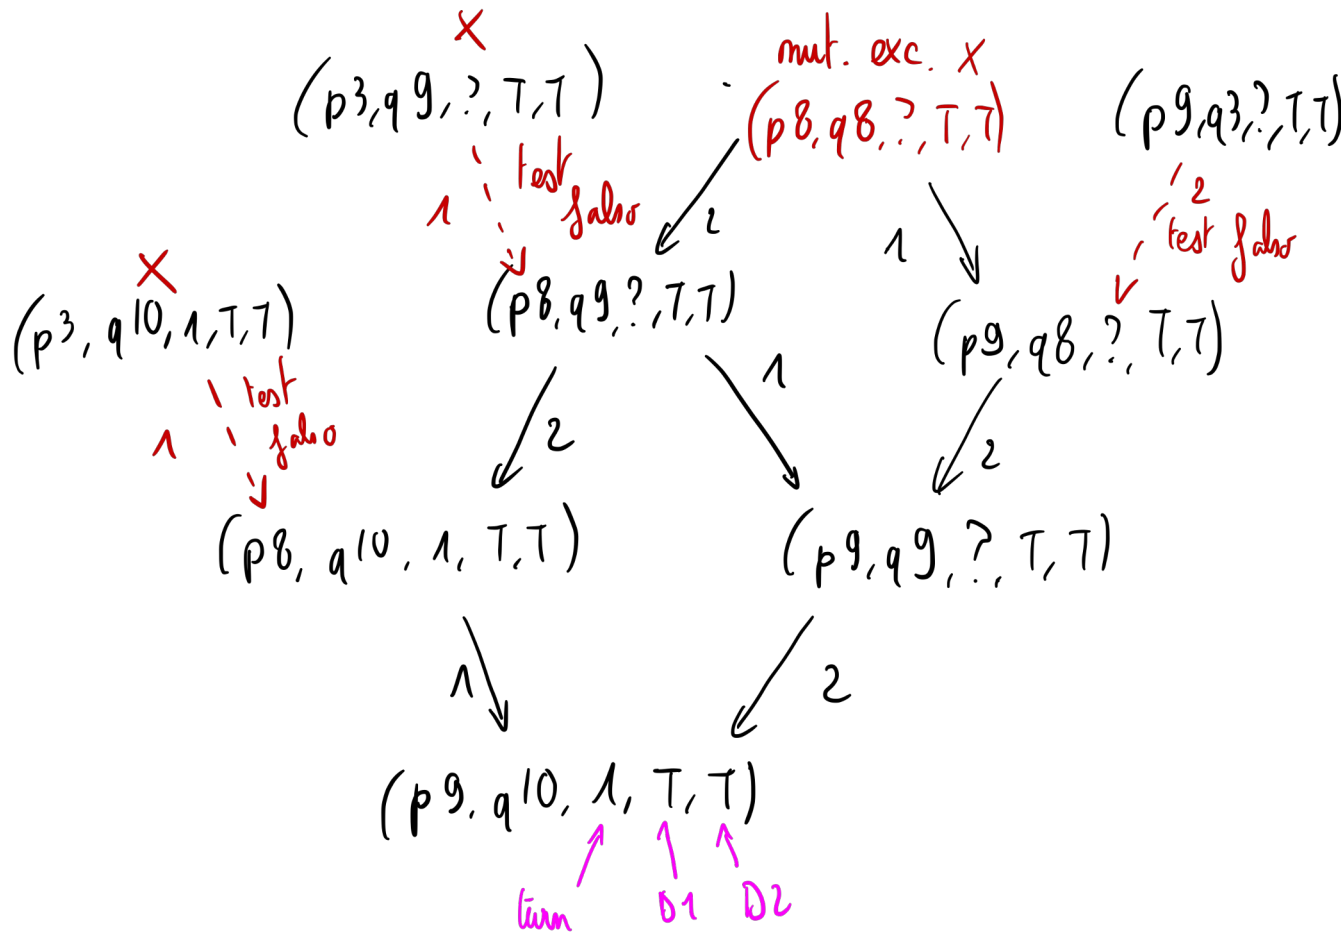 X
mut. exc. X
(p3, q9, ?, T, T)
(p8, q8, ?, T, T)
(p9, q3, ?, T, T)
test
falso
1
2
2
test falso
1
X
(p8, q9, ?, T, T)
(p3, q10, 1, T, T)
(p9, q8, ?, T, T)
test
falso
1
2
1
2
(p8, q10, 1, T, T)
(p9, q9, ?, T, T)
1
2
(p9, q10, 1, T, T)
turn
D1
D2